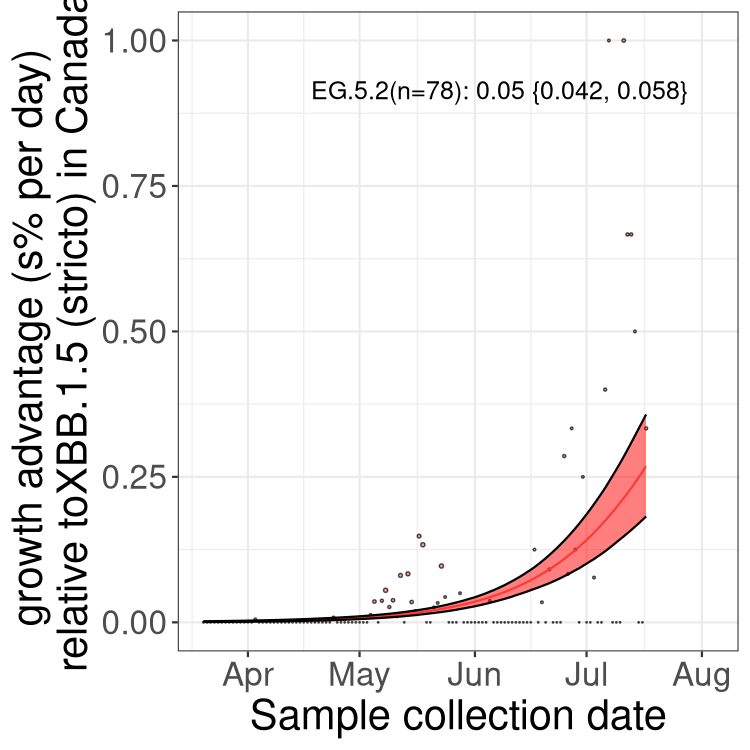 growth advantage (s% per day)
relative toXBB.1.5 (stricto) in Canada
1.00
0.75
0.50
0.25
0.00
EG.5.2(n=78): 0.05 {0.042, 0.058}
Apr May Jun Jul Aug
Sample collection date